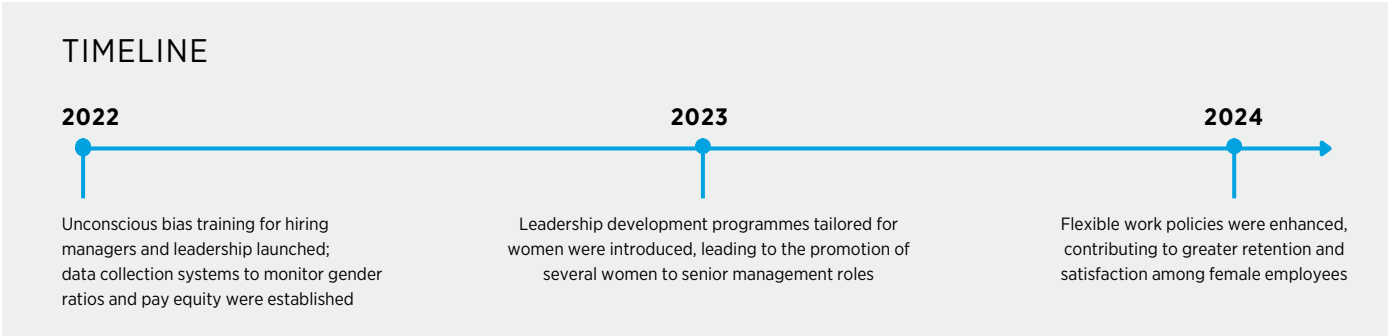 TIMELINE
2022
Unconscious bias training for hiring
managers and leadership launched;
data collection systems to monitor gender
ratios and pay equity were established
2023
Leadership development programmes tailored for
women were introduced, leading to the promotion of
several women to senior management roles
2024
Flexible work policies were enhanced,
contributing to greater retention and
satisfaction among female employees